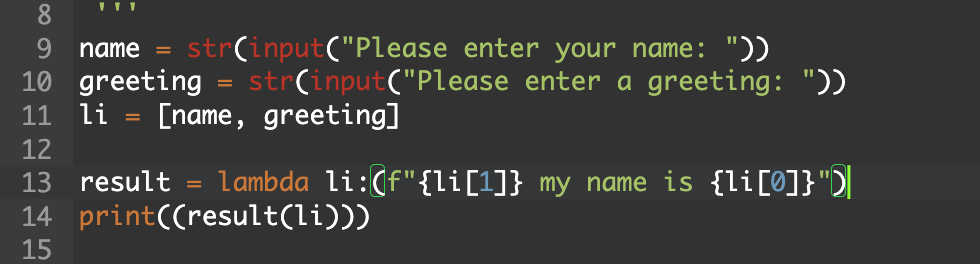 8 '''
9 name = str(input("Please enter your name: "))
10 greeting = str(input("Please enter a greeting: "))
11 li = [name, greeting]
12
13 result = lambda li:(f"{li[1]} my name is {li[0]}")
14 print((result(li)))
15